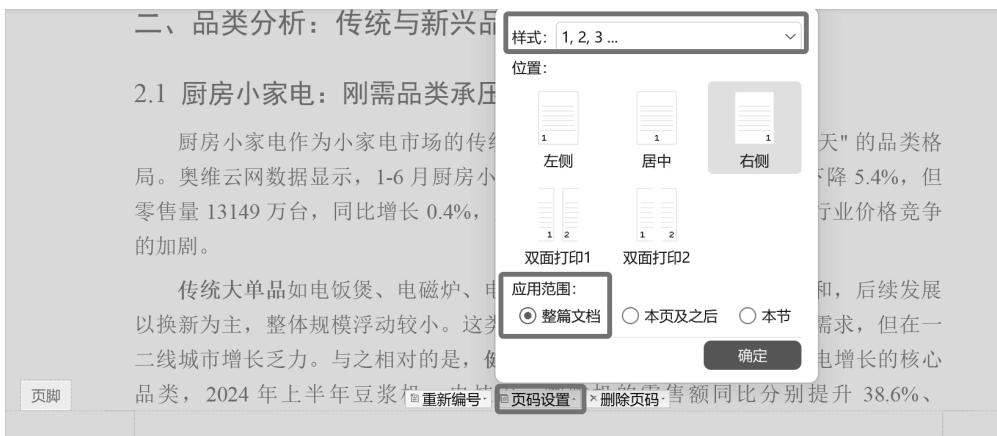 二、品类分析：传统与新兴品
2.1 厨房小家电：刚需品类承压
厨房小家电作为小家电市场的传统
天" 的品类格
局。奥维云网数据显示，1-6 月厨房小
下降 5.4%，但
零售量 13149 万台，同比增长 0.4%，
行业价格竞争
的加剧。
传统大单品如电饭煲、电磁炉、电
和，后续发展
以换新为主，整体规模浮动较小。这类
需求，但在一
二线城市增长乏力。与之相对的是，健
电增长的核心
品类，2024 年上半年豆浆机
的零售额同比分别提升 38.6%、
样式：
1, 2, 3 ...
位置：
1
左侧
1
居中
1
右侧
1 2
双面打印1
1 2
双面打印2
应用范围：
整篇文档
本页及之后
本节
确定
页脚
重新编号
页码设置
删除页码